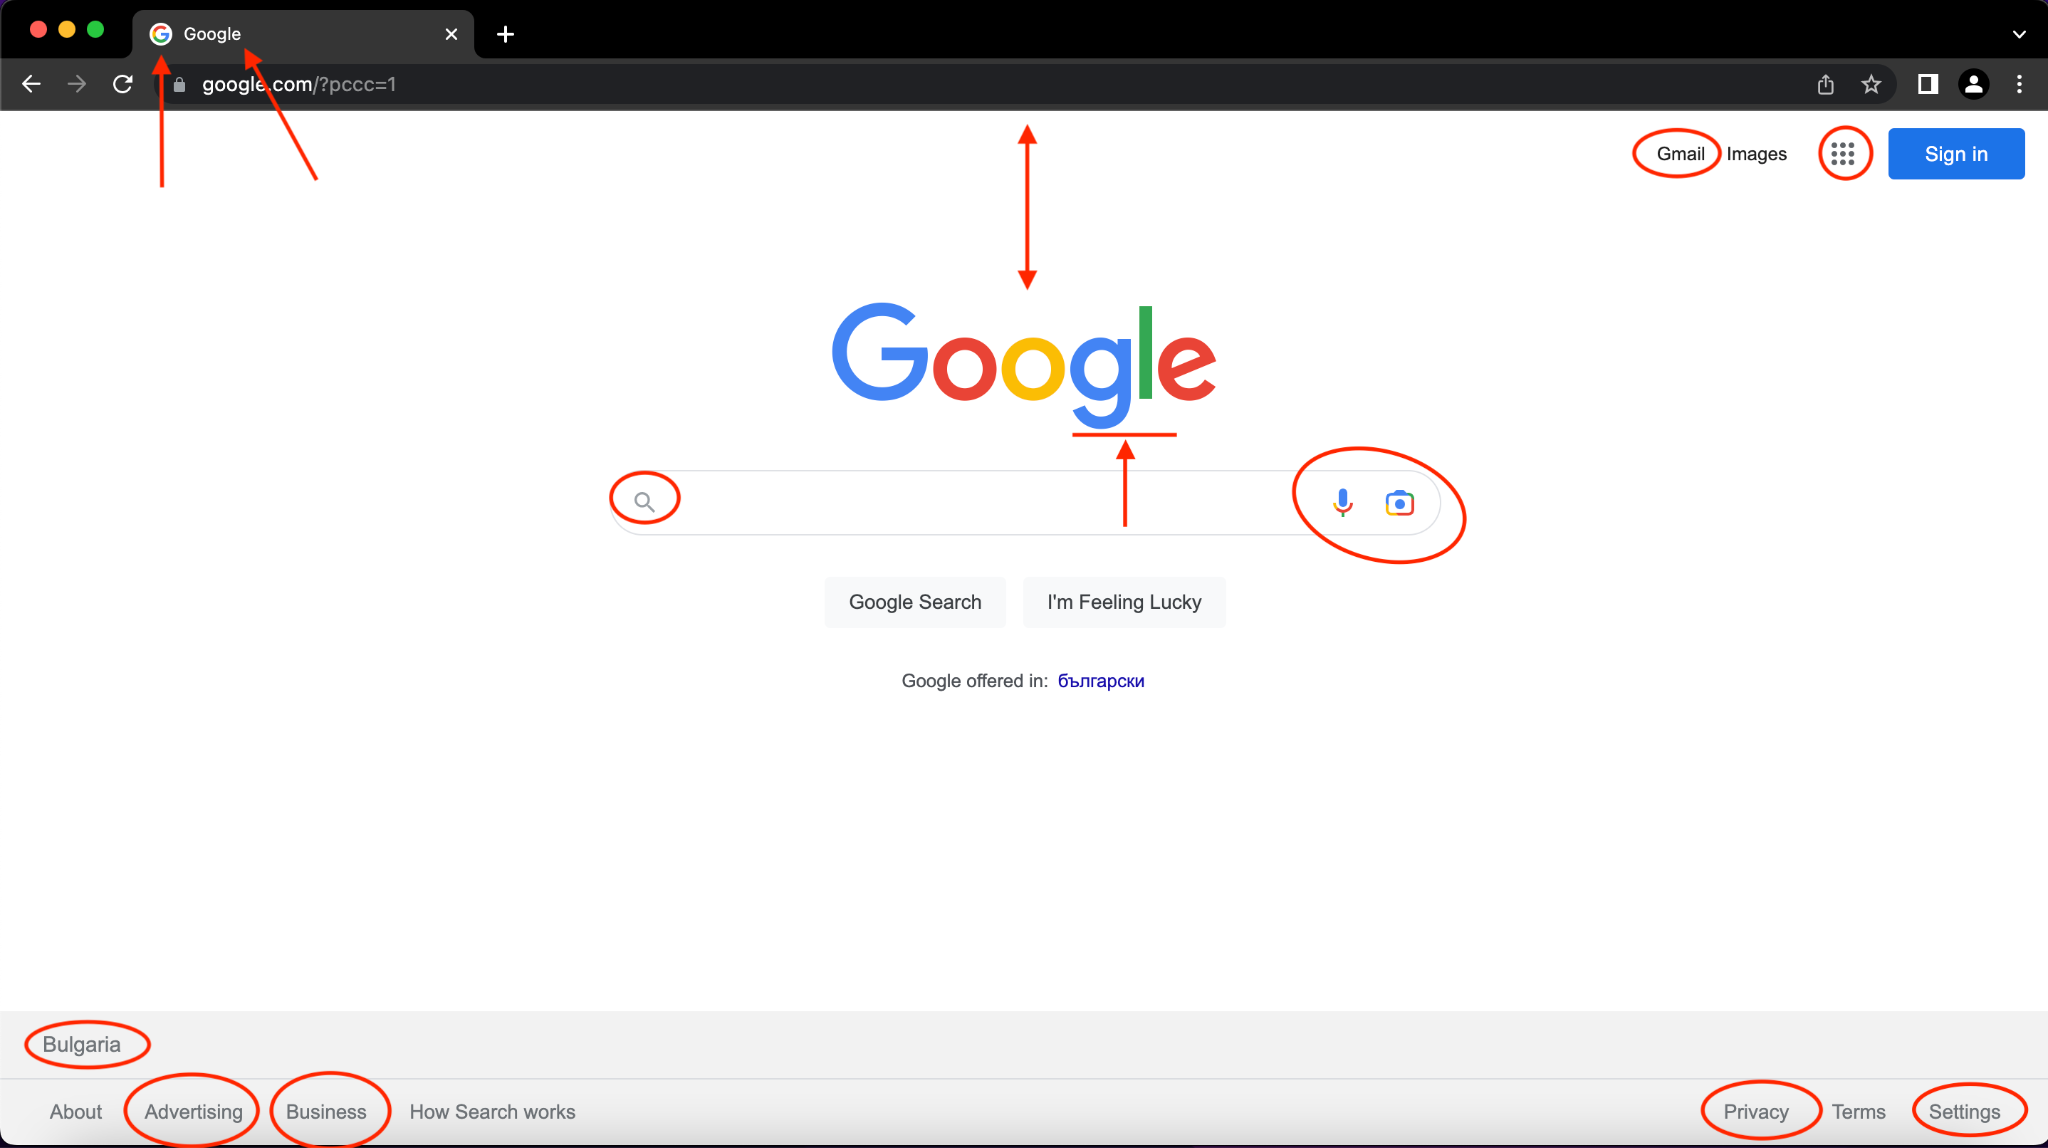 Google
google.com/?pccc=1
Gmail Images Sign in
Google
Google Search I'm Feeling Lucky
Google offered in: български
Bulgaria
About Advertising Business How Search works Privacy Terms Settings